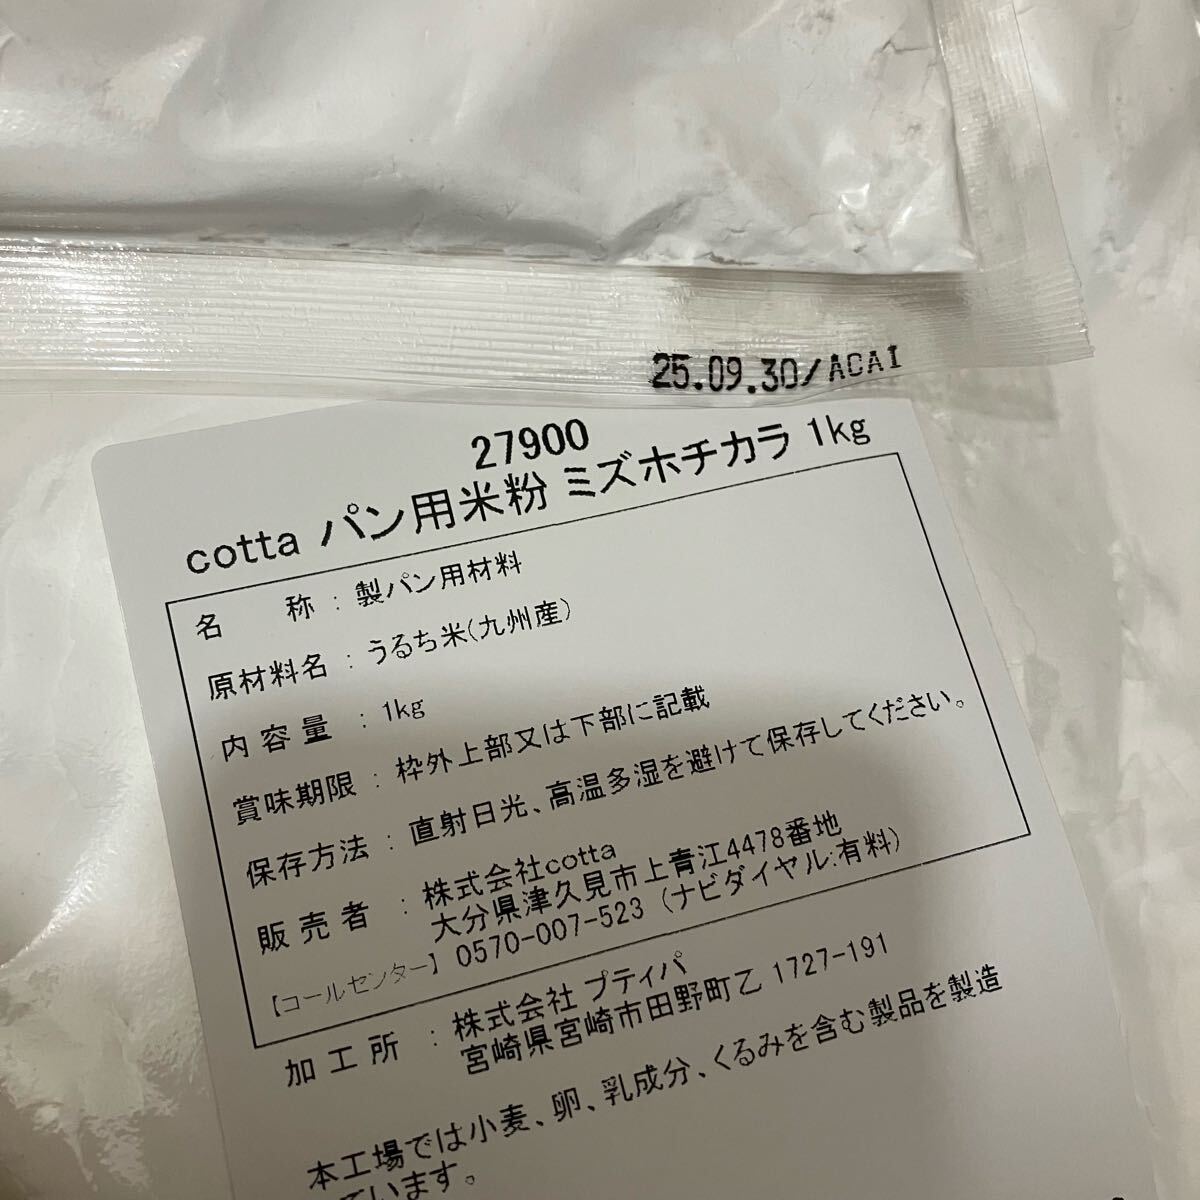 25.09.30/ACAI
27900
cotta パン用米粉 ミズホチカラ 1kg
名 称 : 製パン用材料
原材料名 : うるち米(九州産)
内容量 : 1kg
賞味期限 : 枠外上部又は下部に記載
保存方法 : 直射日光、高温多湿を避けて保存してください。
販売者 : 株式会社cotta
大分県津久見市上青江4478番地
【コールセンター】 0570-007-523 (ナビダイヤル:有料)
加工所 : 株式会社 プティパ
宮崎県宮崎市田野町乙 1727-191
本工場では小麦、卵、乳成分、くるみを含む製品を製造
ています。